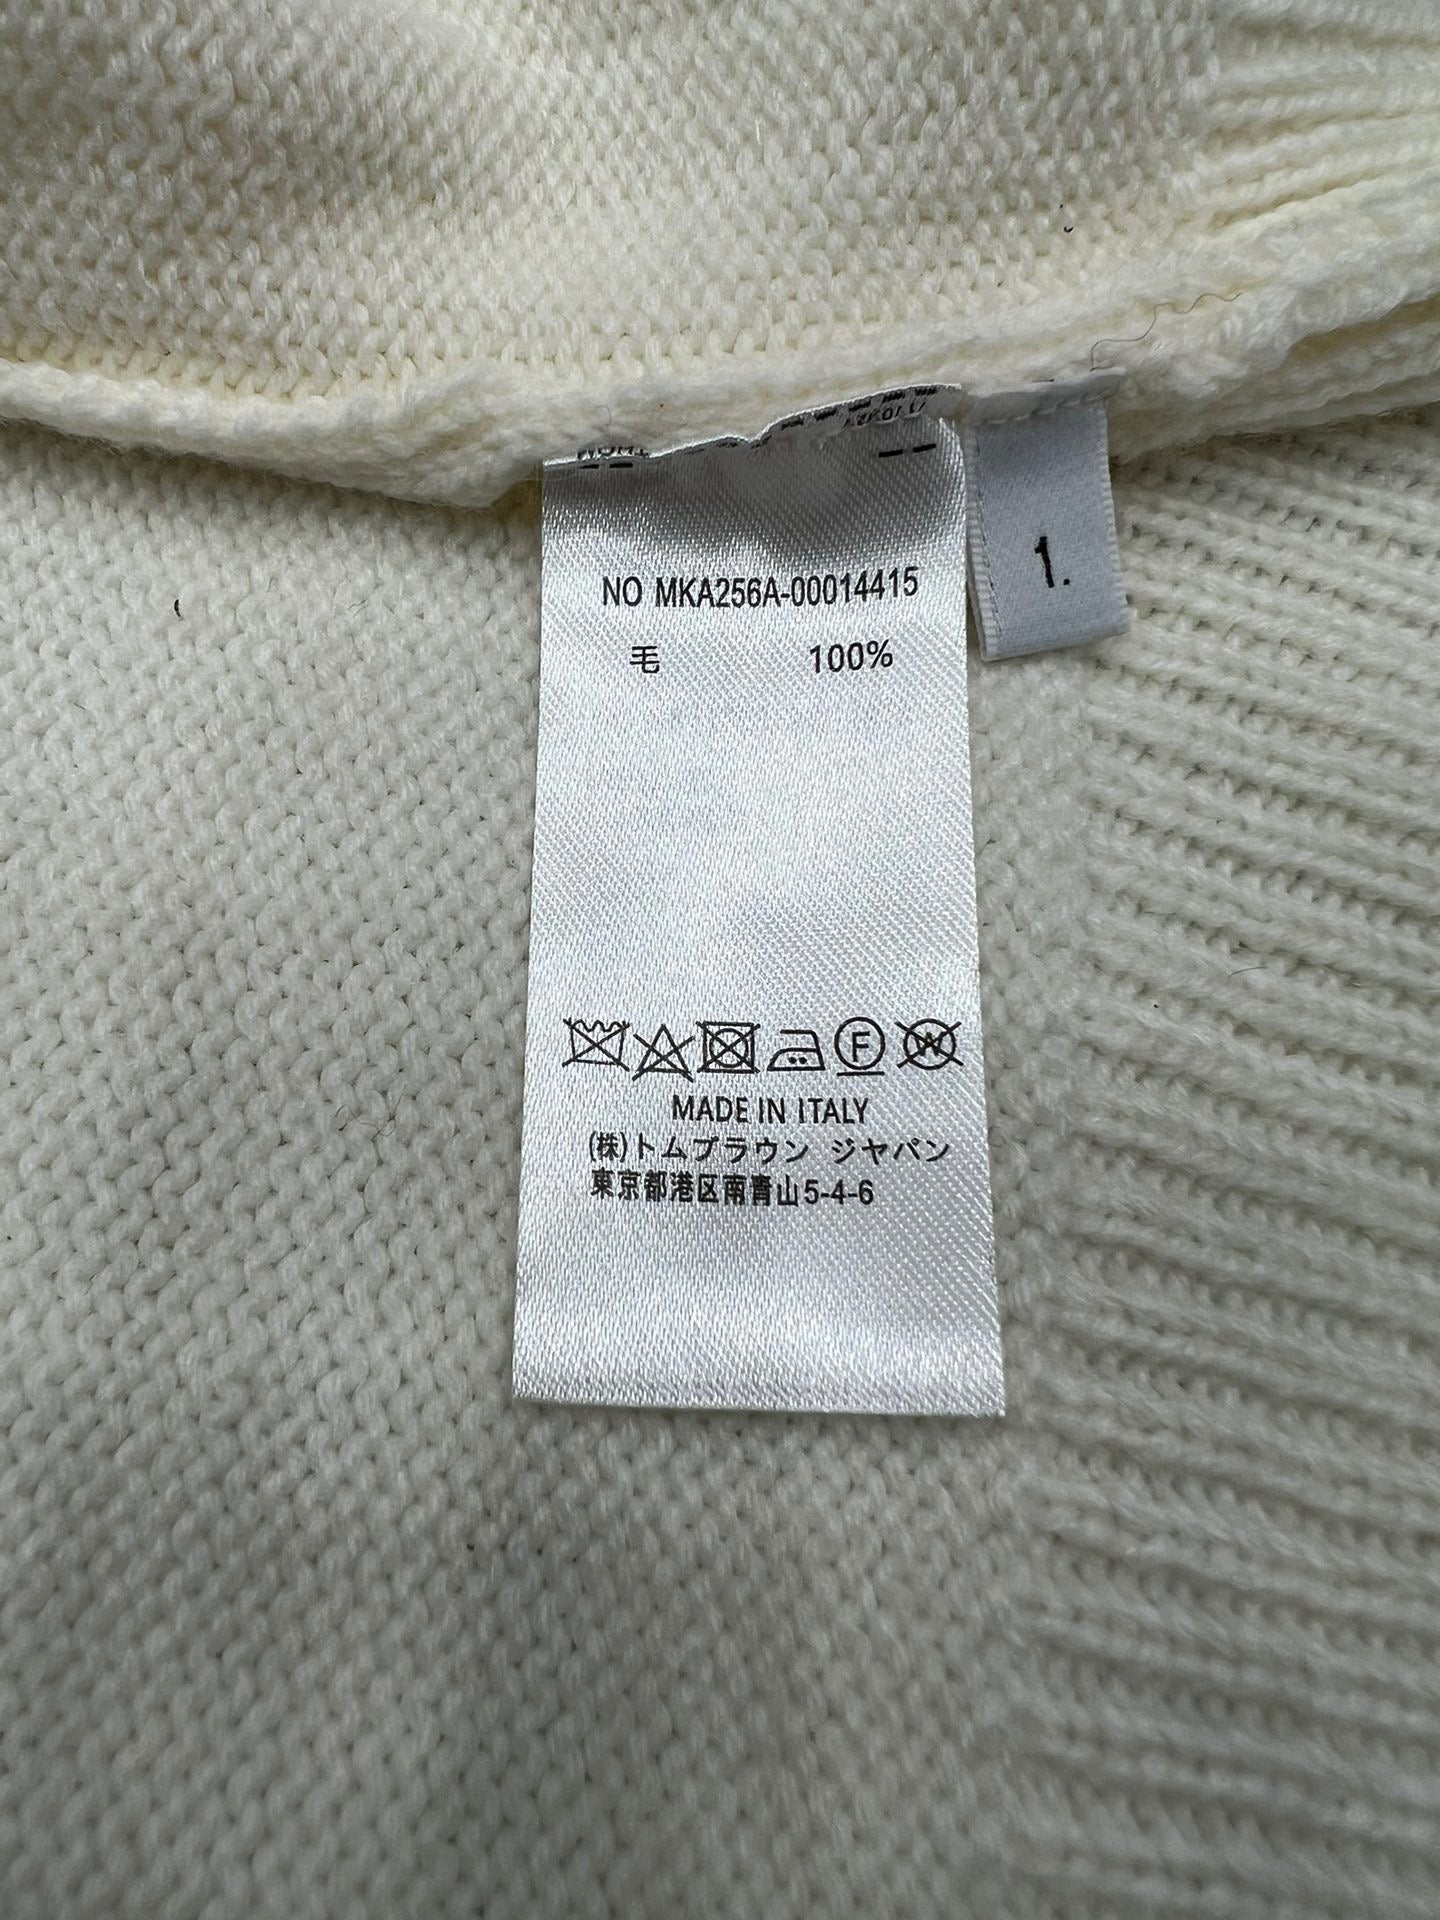 NO MKA256A-00014415
毛 100%
1.
MADE IN ITALY
(株)トムブラウン ジヤパン
東京都港区南青山5-4-6